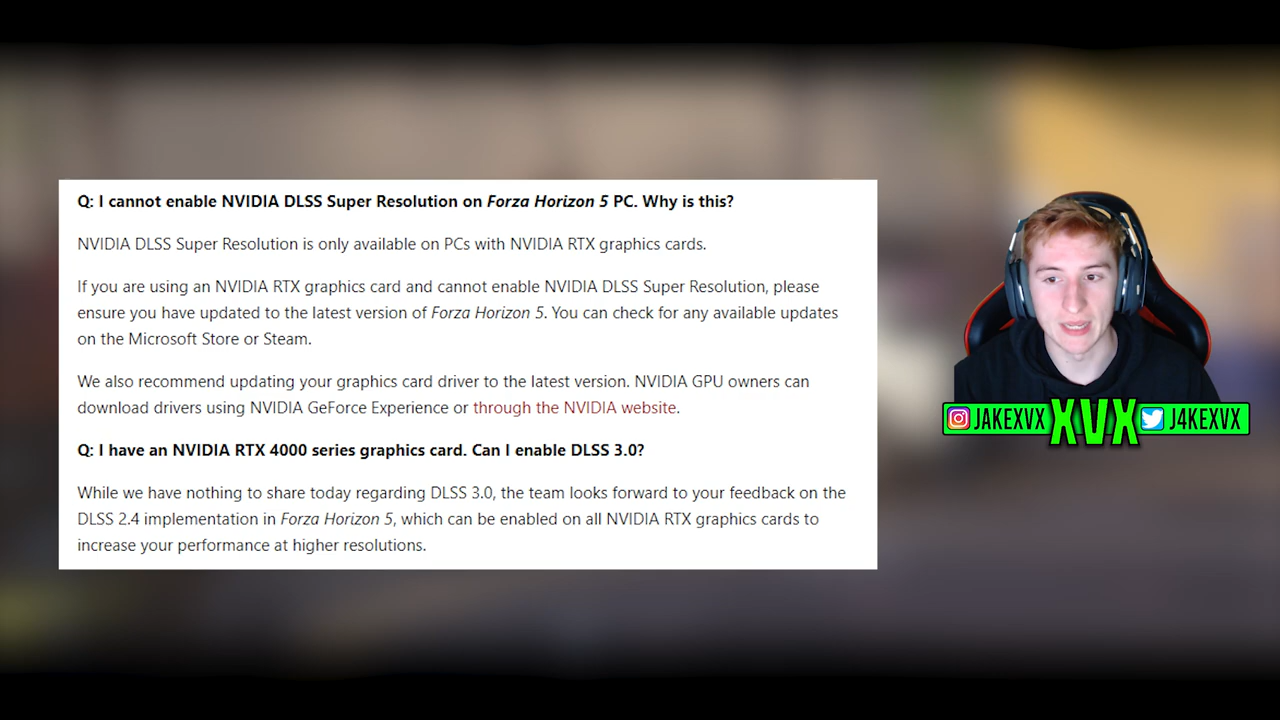 Q: I cannot enable NVIDIA DLSS Super Resolution on Forza Horizon 5 PC. Why is this?
NVIDIA DLSS Super Resolution is only available on PCs with NVIDIA RTX graphics cards.
If you are using an NVIDIA RTX graphics card and cannot enable NVIDIA DLSS Super Resolution, please
ensure you have updated to the latest version of Forza Horizon 5. You can check for any available updates
on the Microsoft Store or Steam.
We also recommend updating your graphics card driver to the latest version. NVIDIA GPU owners can
download drivers using NVIDIA GeForce Experience or through the NVIDIA website.
Q: I have an NVIDIA RTX 4000 series graphics card. Can I enable DLSS 3.0?
While we have nothing to share today regarding DLSS 3.0, the team looks forward to your feedback on the
DLSS 2.4 implementation in Forza Horizon 5, which can be enabled on all NVIDIA RTX graphics cards to
increase your performance at higher resolutions.
JAKEXVX XVX J4KEXVX